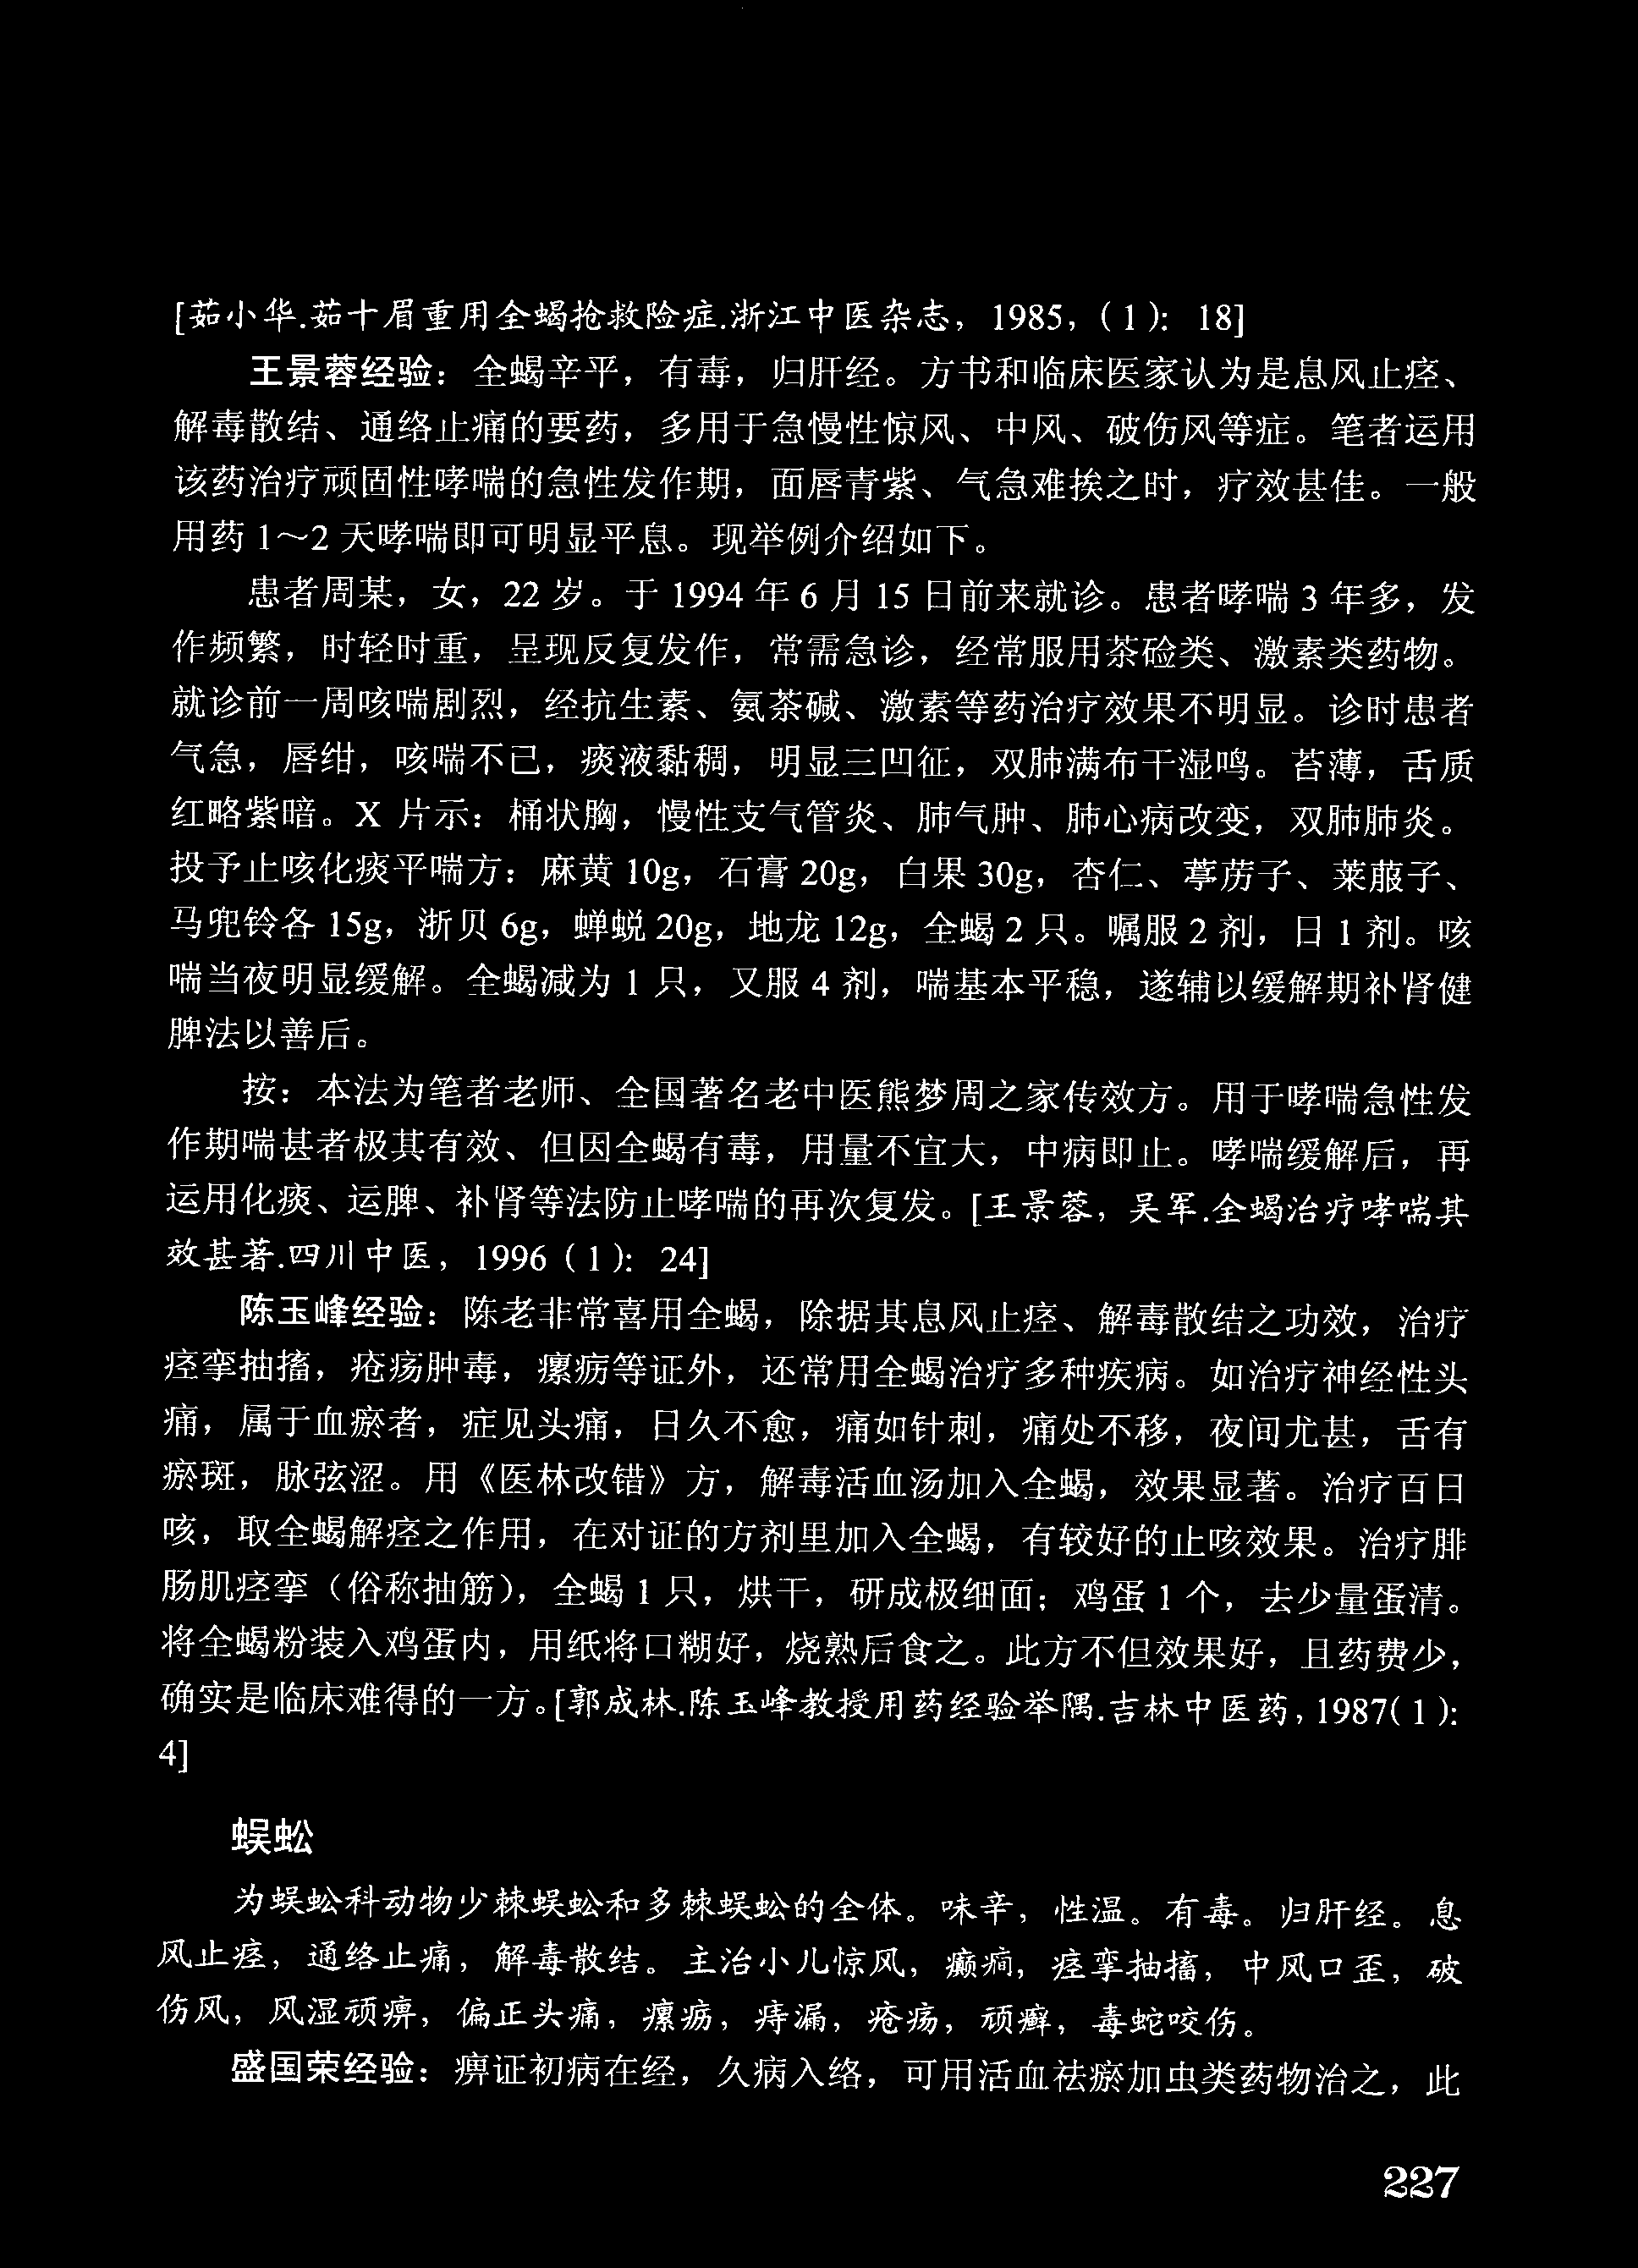 [茹小华.茹十眉重用全蝎抢救险症.浙江中医杂志，1985，（1）：18]
王景蓉经验：全蝎辛平，有毒，归肝经。方书和临床医家认为是息风止痉、
解毒散结、通络止痛的要药，多用于急慢性惊风、中风、破伤风等症。笔者运用
该药治疗顽固性哮喘的急性发作期，面唇青紫、气急难挨之时，疗效甚佳。一般
用药 1～2 天哮喘即可明显平息。现举例介绍如下。
患者周某，女，22 岁。于 1994 年 6 月 15 日前来就诊。患者哮喘 3 年多，发
作频繁，时轻时重，呈现反复发作，常需急诊，经常服用茶硷类、激素类药物。
就诊前一周咳喘剧烈，经抗生素、氨茶碱、激素等药治疗效果不明显。诊时患者
气急，唇绀，咳喘不已，痰液黏稠，明显三凹征，双肺满布干湿鸣。苔薄，舌质
红略紫暗。X 片示：桶状胸，慢性支气管炎、肺气肿、肺心病改变，双肺肺炎。
投予止咳化痰平喘方：麻黄 10g，石膏 20g，白果 30g，杏仁、葶苈子、莱菔子、
马兜铃各 15g，浙贝 6g，蝉蜕 20g，地龙 12g，全蝎 2 只。嘱服 2 剂，日 1 剂。咳
喘当夜明显缓解。全蝎减为 1 只，又服 4 剂，喘基本平稳，遂辅以缓解期补肾健
脾法以善后。
按：本法为笔者老师、全国著名老中医熊梦周之家传效方。用于哮喘急性发
作期喘甚者极其有效、但因全蝎有毒，用量不宜大，中病即止。哮喘缓解后，再
运用化痰、运脾、补肾等法防止哮喘的再次复发。[王景蓉，吴军.全蝎治疗哮喘其
效甚著.四川中医，1996（1）：24]
陈玉峰经验：陈老非常喜用全蝎，除据其息风止痉、解毒散结之功效，治疗
痉挛抽搐，疮疡肿毒，瘰疬等证外，还常用全蝎治疗多种疾病。如治疗神经性头
痛，属于血瘀者，症见头痛，日久不愈，痛如针刺，痛处不移，夜间尤甚，舌有
瘀斑，脉弦涩。用《医林改错》方，解毒活血汤加入全蝎，效果显著。治疗百日
咳，取全蝎解痉之作用，在对证的方剂里加入全蝎，有较好的止咳效果。治疗腓
肠肌痉挛（俗称抽筋），全蝎 1 只，烘干，研成极细面；鸡蛋 1 个，去少量蛋清。
将全蝎粉装入鸡蛋内，用纸将口糊好，烧熟后食之。此方不但效果好，且药费少，
确实是临床难得的一方。[郭成林.陈玉峰教授用药经验举隅.吉林中医药，1987（1）：
4]
蜈蚣
为蜈蚣科动物少棘蜈蚣和多棘蜈蚣的全体。味辛，性温。有毒。归肝经。息
风止痉，通络止痛，解毒散结。主治小儿惊风，癫痫，痉挛抽搐，中风口歪，破
伤风，风湿顽痹，偏正头痛，瘰疬，痔漏，疮疡，顽癣，毒蛇咬伤。
盛国荣经验：痹证初病在经，久病入络，可用活血祛瘀加虫类药物治之，此
227